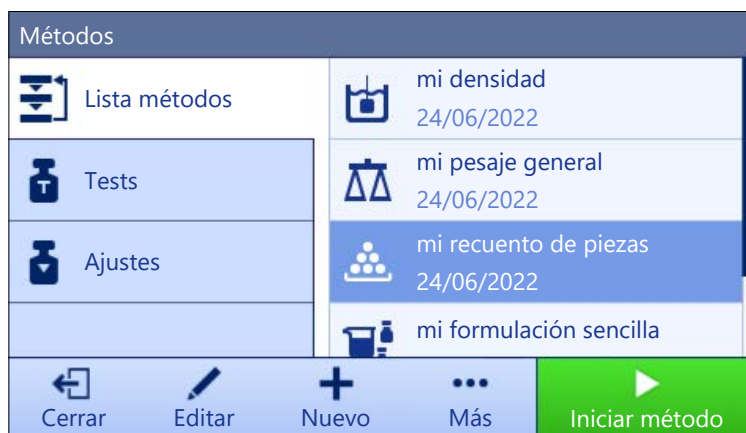 Métodos
Lista métodos
Tests
Ajustes
mi densidad
24/06/2022
mi pesaje general
24/06/2022
mi recuento de piezas
24/06/2022
mi formulación sencilla
Cerrar
Editar
Nuevo
Más
Iniciar método